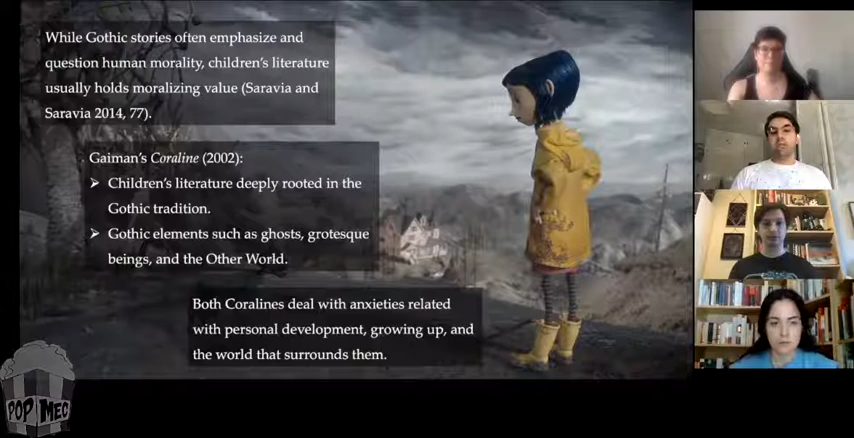 While Gothic stories often emphasize and
question human morality, children's literature
usually holds moralizing value (Saravia and
Saravia 2014, 77).
Gaiman's Coraline (2002):
➢ Children's literature deeply rooted in the
Gothic tradition.
➢ Gothic elements such as ghosts, grotesque
beings, and the Other World.
Both Coralines deal with anxieties related
with personal development, growing up, and
the world that surrounds them.
POP MEC